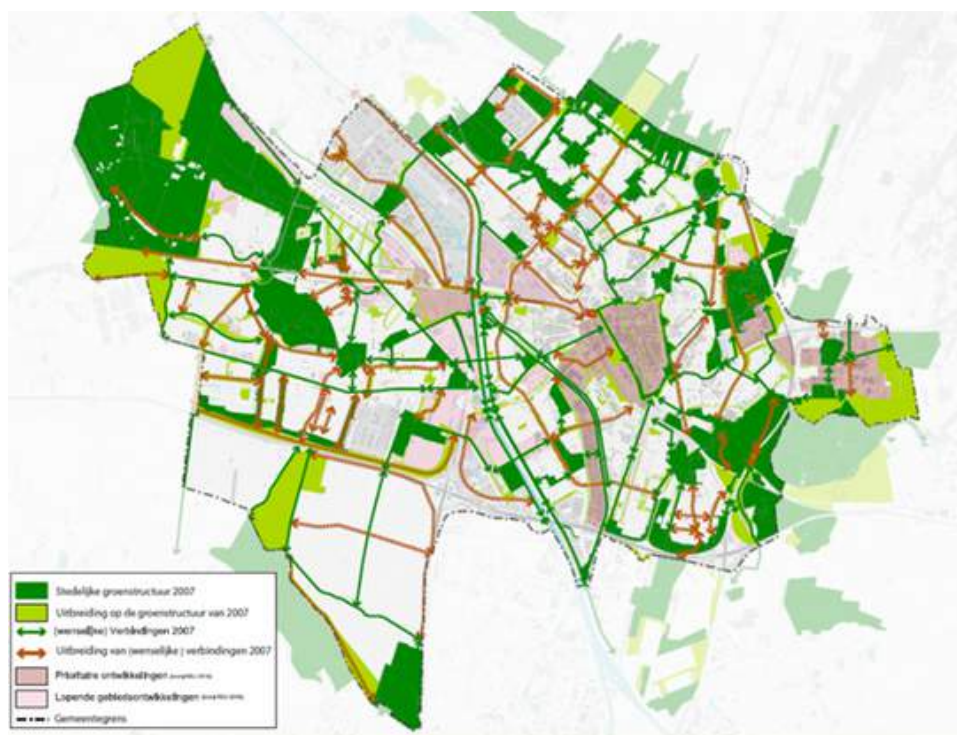 Stedelijke groenstructuur 2007
Uitbreiding op de groenstructuur van 2007
(wenselijke) Verbindingen 2007
Uitbreiding van (wenselijke) verbindingen 2007
Prioritaire ontwikkelingen
Lopende gebiedsontwikkelingen
Gemeentegrens